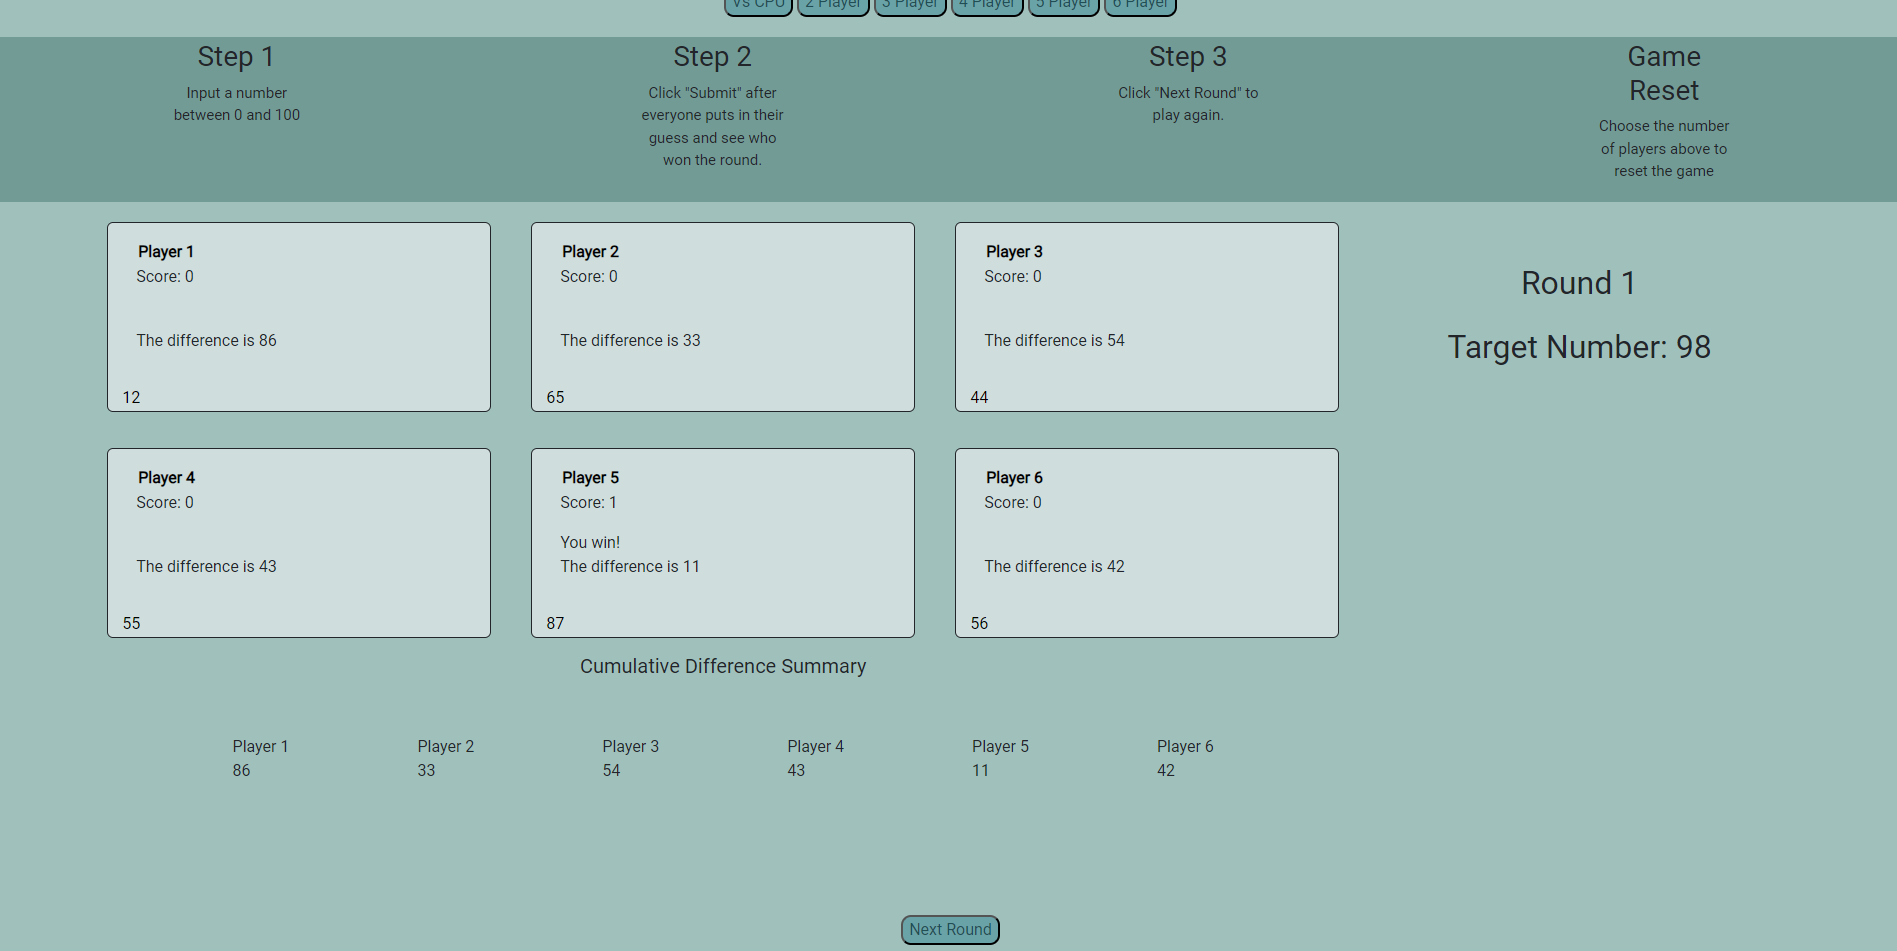 Vs CPU 2 Player 3 Player 4 Player 5 Player 6 Player
Step 1
Input a number
between 0 and 100
Step 2
Click "Submit" after
everyone puts in their
guess and see who
won the round.
Step 3
Click "Next Round" to
play again.
Game
Reset
Choose the number
of players above to
reset the game
Player 1
Score: 0
The difference is 86
12
Player 2
Score: 0
The difference is 33
65
Player 3
Score: 0
The difference is 54
44
Round 1
Target Number: 98
Player 4
Score: 0
The difference is 43
55
Player 5
Score: 1
You win!
The difference is 11
87
Player 6
Score: 0
The difference is 42
56
Cumulative Difference Summary
Player 1
86
Player 2
33
Player 3
54
Player 4
43
Player 5
11
Player 6
42
Next Round